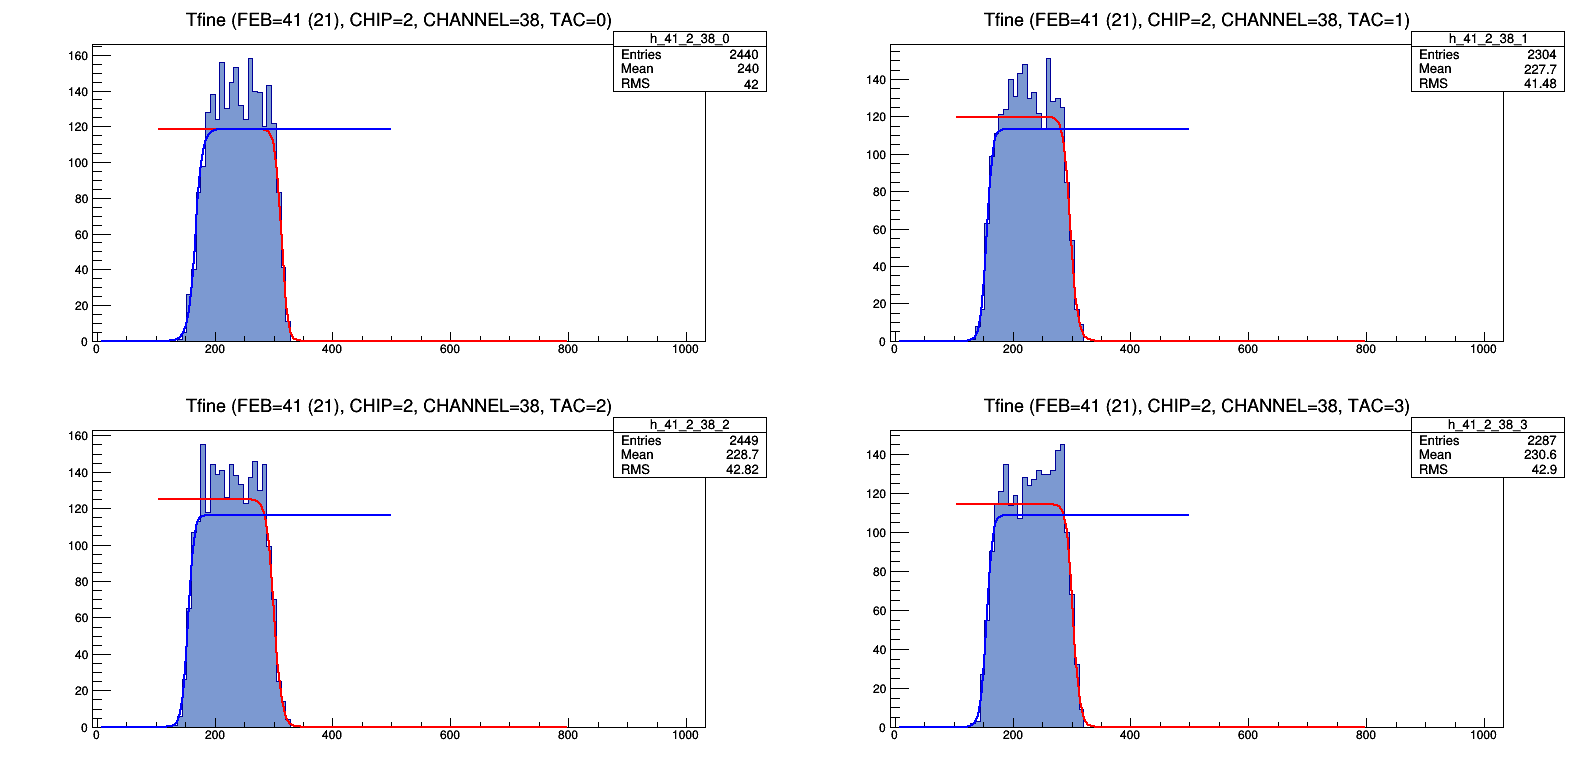 Tfine (FEB=41 (21), CHIP=2, CHANNEL=38, TAC=0)
h_41_2_38_0
Entries 2440
Mean 240
RMS 42
160
140
120
100
80
60
40
20
0
0 200 400 600 800 1000
Tfine (FEB=41 (21), CHIP=2, CHANNEL=38, TAC=1)
h_41_2_38_1
Entries 2304
Mean 227.7
RMS 41.48
140
120
100
80
60
40
20
0
0 200 400 600 800 1000
Tfine (FEB=41 (21), CHIP=2, CHANNEL=38, TAC=2)
h_41_2_38_2
Entries 2449
Mean 228.7
RMS 42.82
160
140
120
100
80
60
40
20
0
0 200 400 600 800 1000
Tfine (FEB=41 (21), CHIP=2, CHANNEL=38, TAC=3)
h_41_2_38_3
Entries 2287
Mean 230.6
RMS 42.9
140
120
100
80
60
40
20
0
0 200 400 600 800 1000